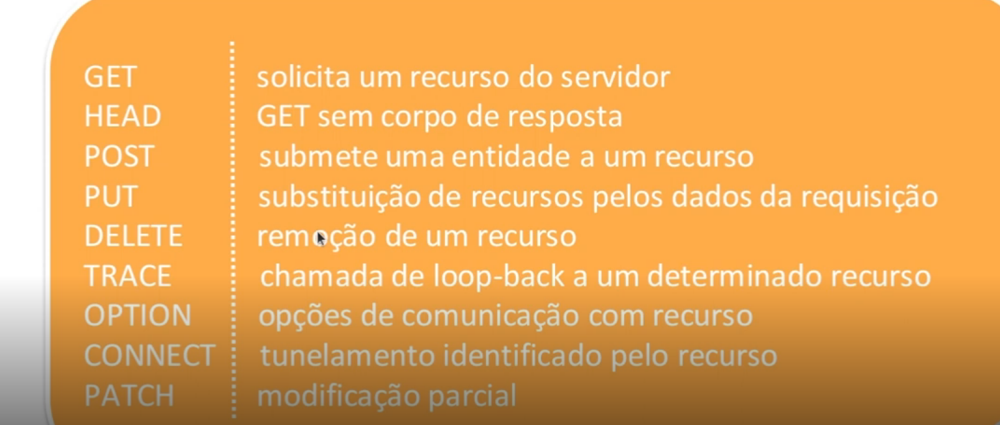 GET solicita um recurso do servidor
HEAD GET sem corpo de resposta
POST submete uma entidade a um recurso
PUT substituição de recursos pelos dados da requisição
DELETE remoção de um recurso
TRACE chamada de loop-back a um determinado recurso
OPTION opções de comunicação com recurso
CONNECT tunelamento identificado pelo recurso
PATCH modificação parcial